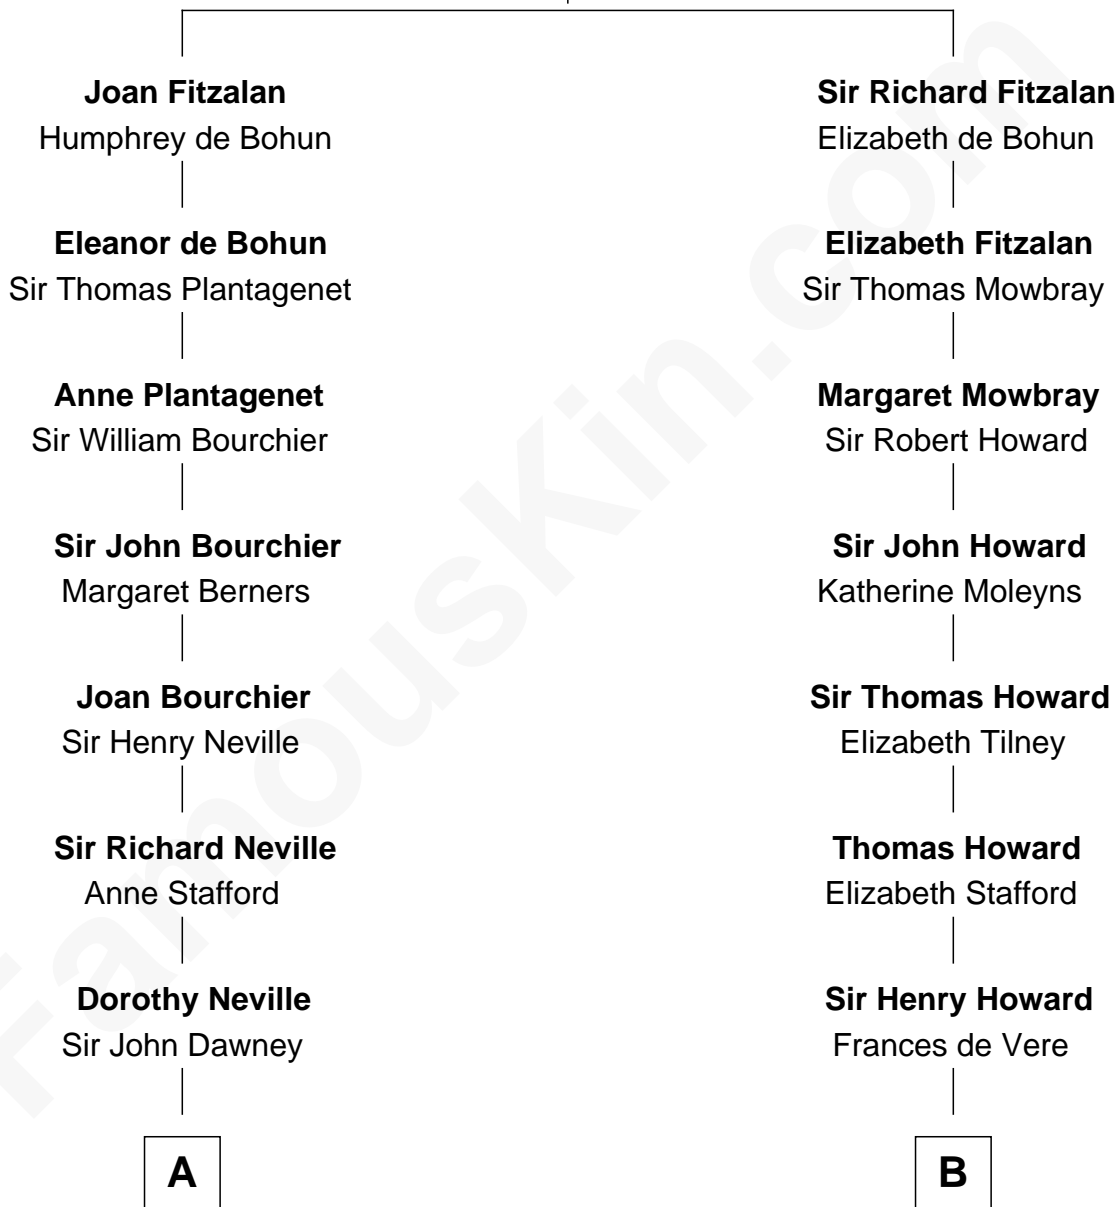 Joan Fitzalan
Humphrey de Bohun
Eleanor de Bohun
Sir Thomas Plantagenet
Anne Plantagenet
Sir William Bourchier
Sir John Bourchier
Margaret Berners
Joan Bourchier
Sir Henry Neville
Sir Richard Neville
Anne Stafford
Dorothy Neville
Sir John Dawney
A
Sir Richard Fitzalan
Elizabeth de Bohun
Elizabeth Fitzalan
Sir Thomas Mowbray
Margaret Mowbray
Sir Robert Howard
Sir John Howard
Katherine Moleyns
Sir Thomas Howard
Elizabeth Tilney
Thomas Howard
Elizabeth Stafford
Sir Henry Howard
Frances de Vere
B
FamousKin.com